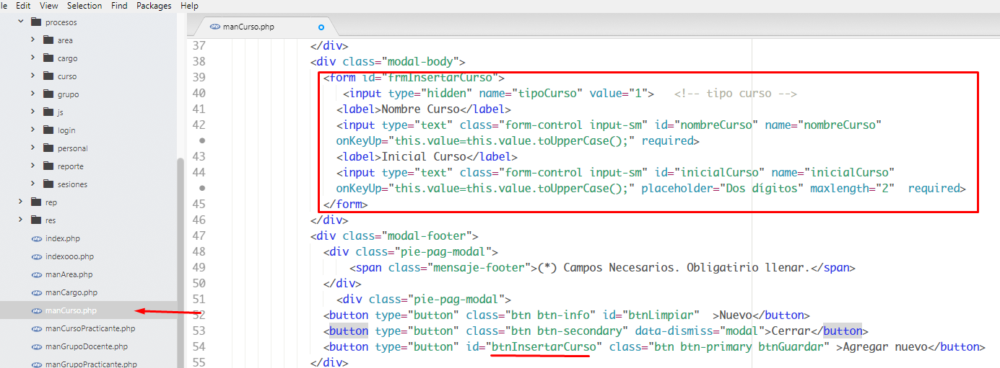 le Edit View Selection Find Packages Help
procesos
area
cargo
curso
grupo
js
login
personal
reporte
sesiones
rep
res
index.php
indexooo.php
manArea.php
manCargo.php
manCurso.php
manCursoPracticante.php
manGrupoDocente.php
manGrupoPracticante.php
manCurso.php
37 </div>
38 <div class="modal-body">
39 <form id="frmInsertarCurso">
40 <input type="hidden" name="tipoCurso" value="1"> <!-- tipo curso -->
41 <label>Nombre Curso</label>
42 <input type="text" class="form-control input-sm" id="nombreCurso" name="nombreCurso"
• onKeyUp="this.value=this.value.toUpperCase();" required>
43 <label>Inicial Curso</label>
44 <input type="text" class="form-control input-sm" id="inicialCurso" name="inicialCurso"
• onKeyUp="this.value=this.value.toUpperCase();" placeholder="Dos dígitos" maxlength="2" required>
45 </form>
46 </div>
47 <div class="modal-footer">
48 <div class="pie-pag-modal">
49 <span class="mensaje-footer">(*) Campos Necesarios. Obligatirio llenar.</span>
50 </div>
51 <div class="pie-pag-modal">
52 <button type="button" class="btn btn-info" id="btnLimpiar" >Nuevo</button>
53 <button type="button" class="btn btn-secondary" data-dismiss="modal">Cerrar</button>
54 <button type="button" id="btnInsertarCurso" class="btn btn-primary btnGuardar" >Agregar nuevo</button>
55 </div>